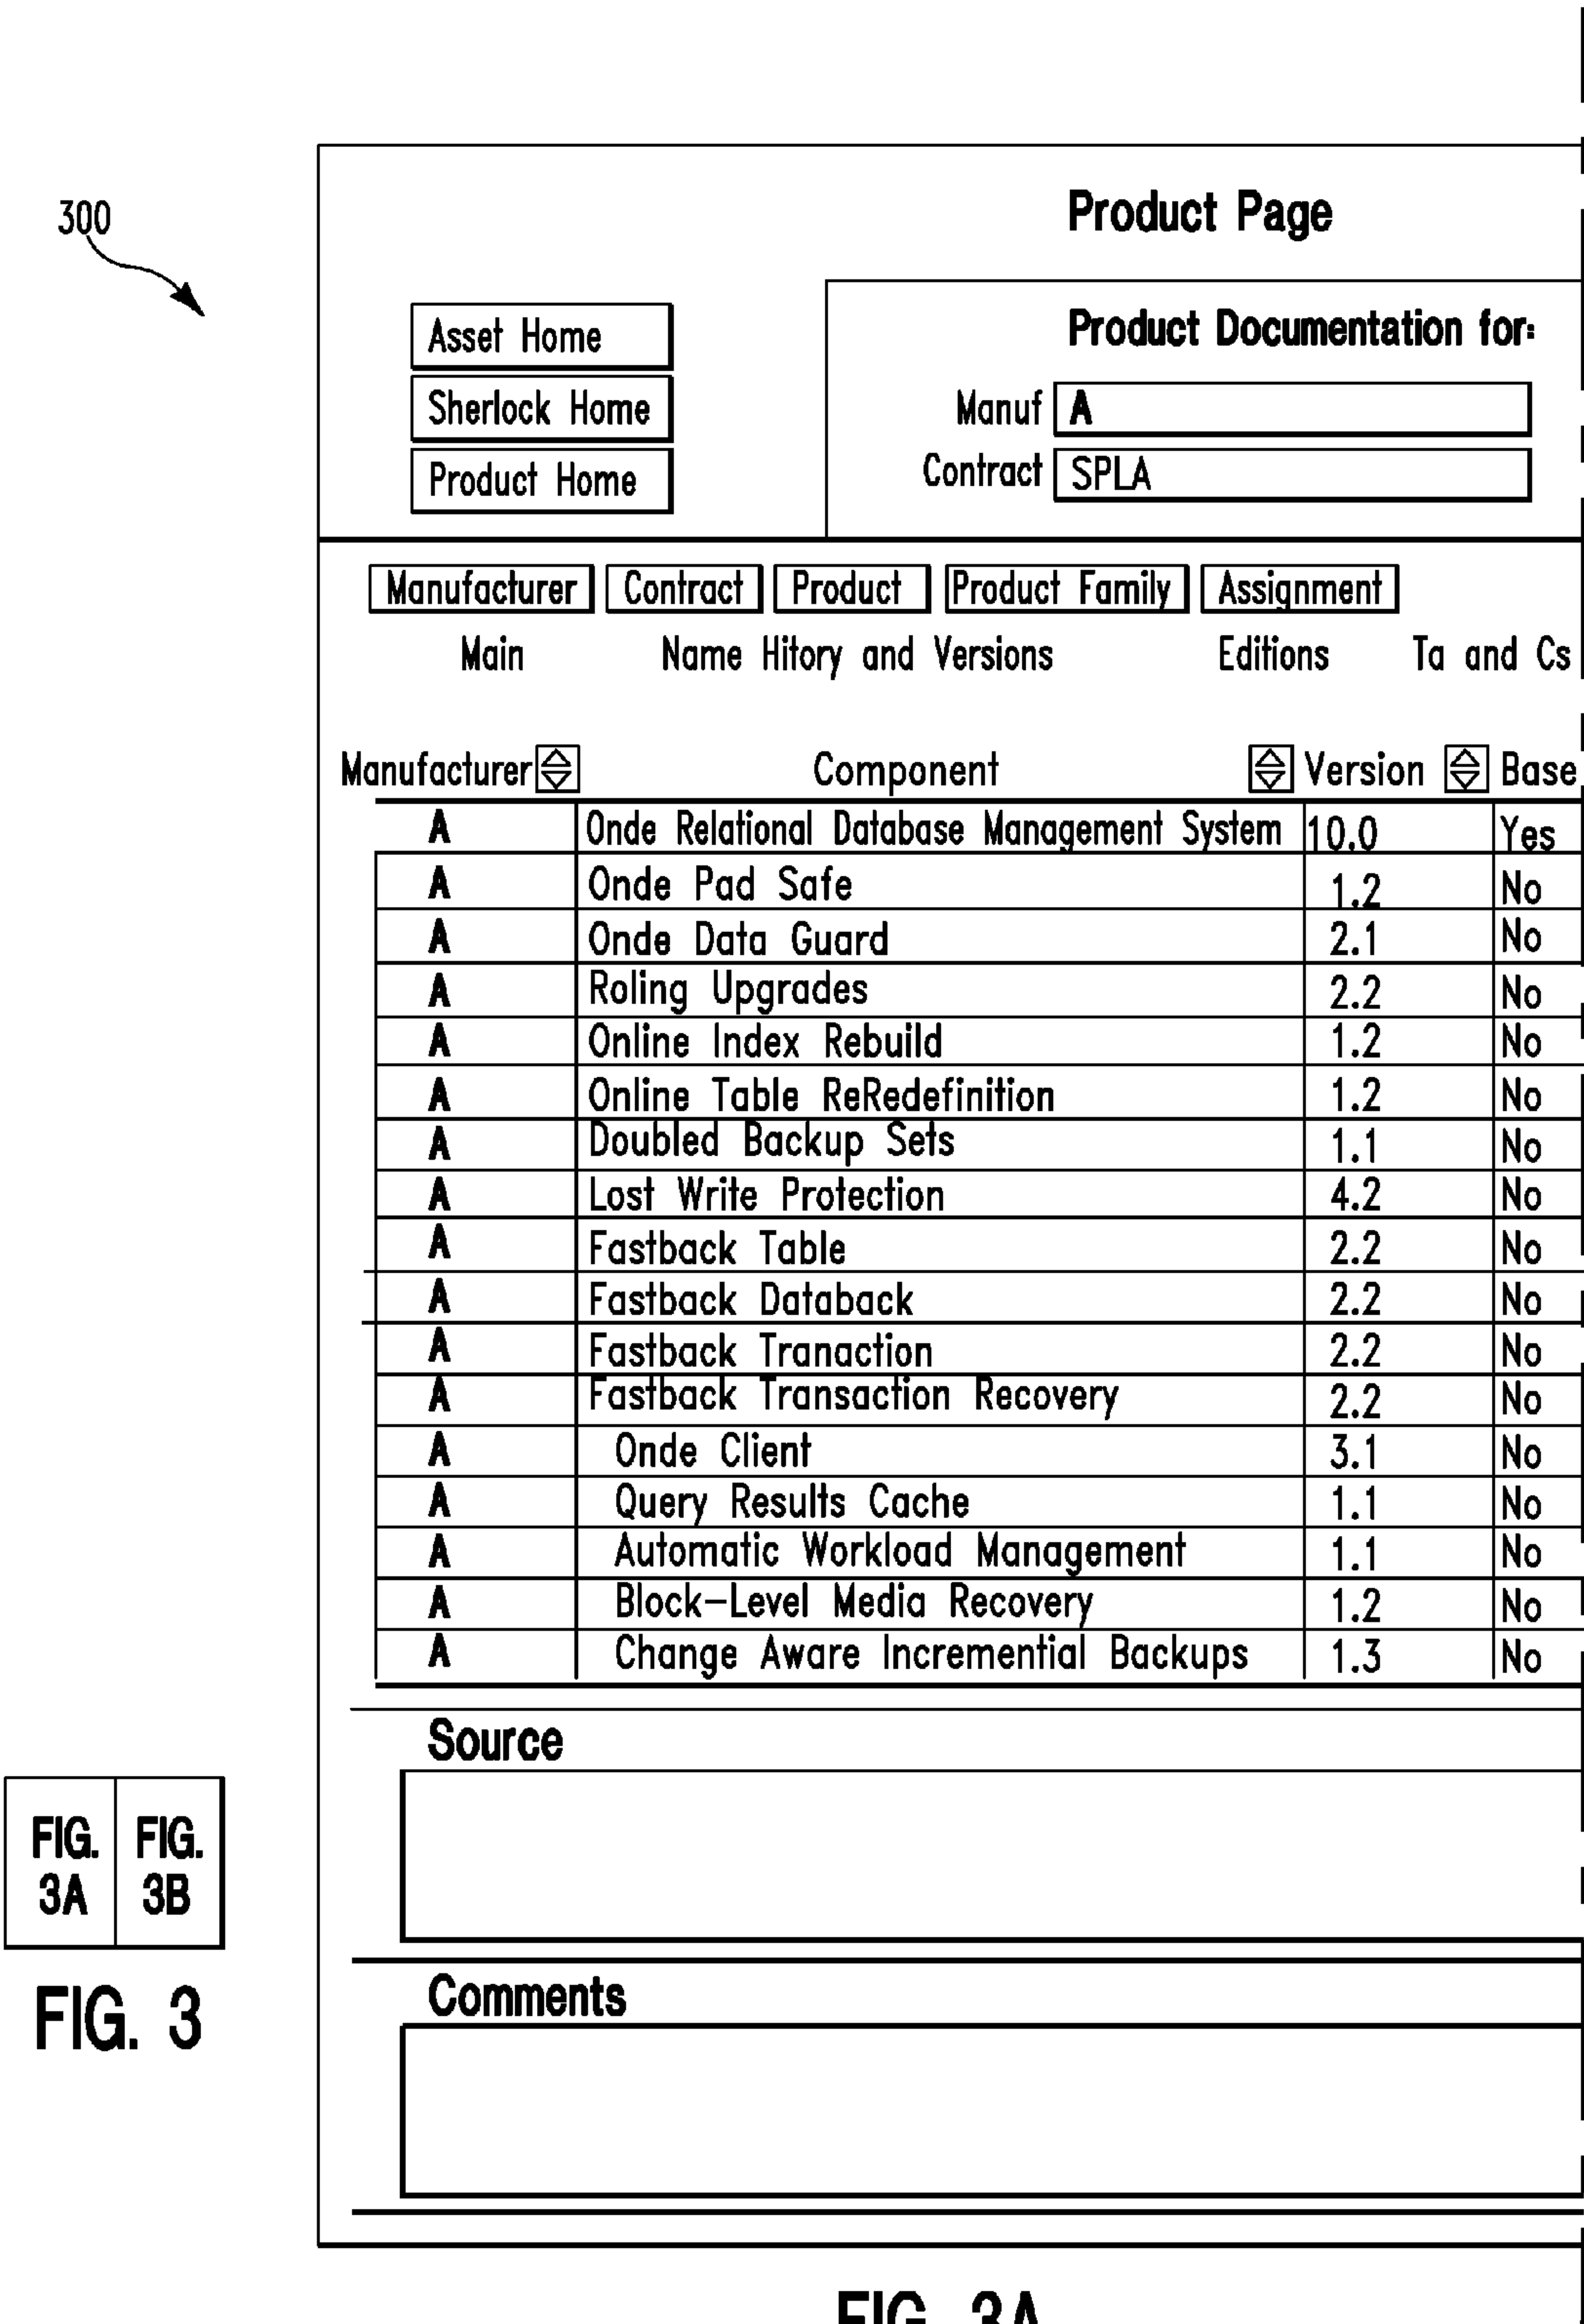 300
Product Page
Asset Home
Sherlock Home
Product Home
Product Documentation for:
Manuf A
Contract SPLA
Manufacturer Contract Product Product Family Assignment
Main Name Hitory and Versions Editions Ta and Cs
Manufacturer Component Version Base
A Onde Relational Database Management System 10.0 Yes
A Onde Pad Safe 1.2 No
A Onde Data Guard 2.1 No
A Roling Upgrades 2.2 No
A Online Index Rebuild 1.2 No
A Online Table ReRedefinition 1.2 No
A Doubled Backup Sets 1.1 No
A Lost Write Protection 4.2 No
A Fastback Table 2.2 No
A Fastback Databack 2.2 No
A Fastback Tranaction 2.2 No
A Fastback Transaction Recovery 2.2 No
A Onde Client 3.1 No
A Query Results Cache 1.1 No
A Automatic Workload Management 1.1 No
A Block-Level Media Recovery 1.2 No
A Change Aware Incremential Backups 1.3 No
Source
Comments
FIG. 3A
FIG. 3B
FIG. 3
FIG. 3A